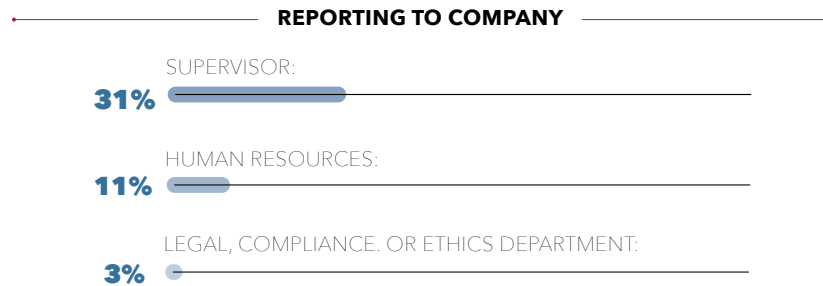 REPORTING TO COMPANY
SUPERVISOR:
31%
HUMAN RESOURCES:
11%
LEGAL, COMPLIANCE. OR ETHICS DEPARTMENT:
3%